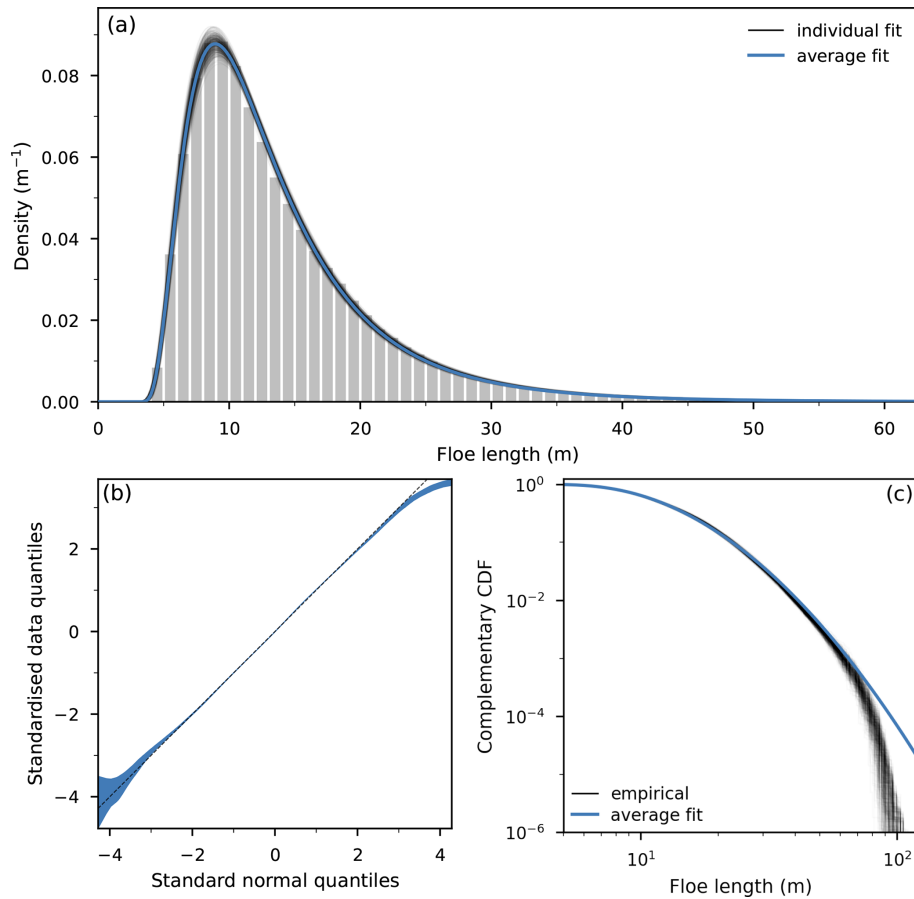 (a)
individual fit
average fit
0.08
0.06
0.04
0.02
0.00
Density (m⁻¹)
0 10 20 30 40 50 60
Floe length (m)
(b)
2
0
−2
−4
Standardised data quantiles
−4 −2 0 2 4
Standard normal quantiles
(c)
10⁰
10⁻²
10⁻⁴
10⁻⁶
Complementary CDF
empirical
average fit
10¹ 10²
Floe length (m)